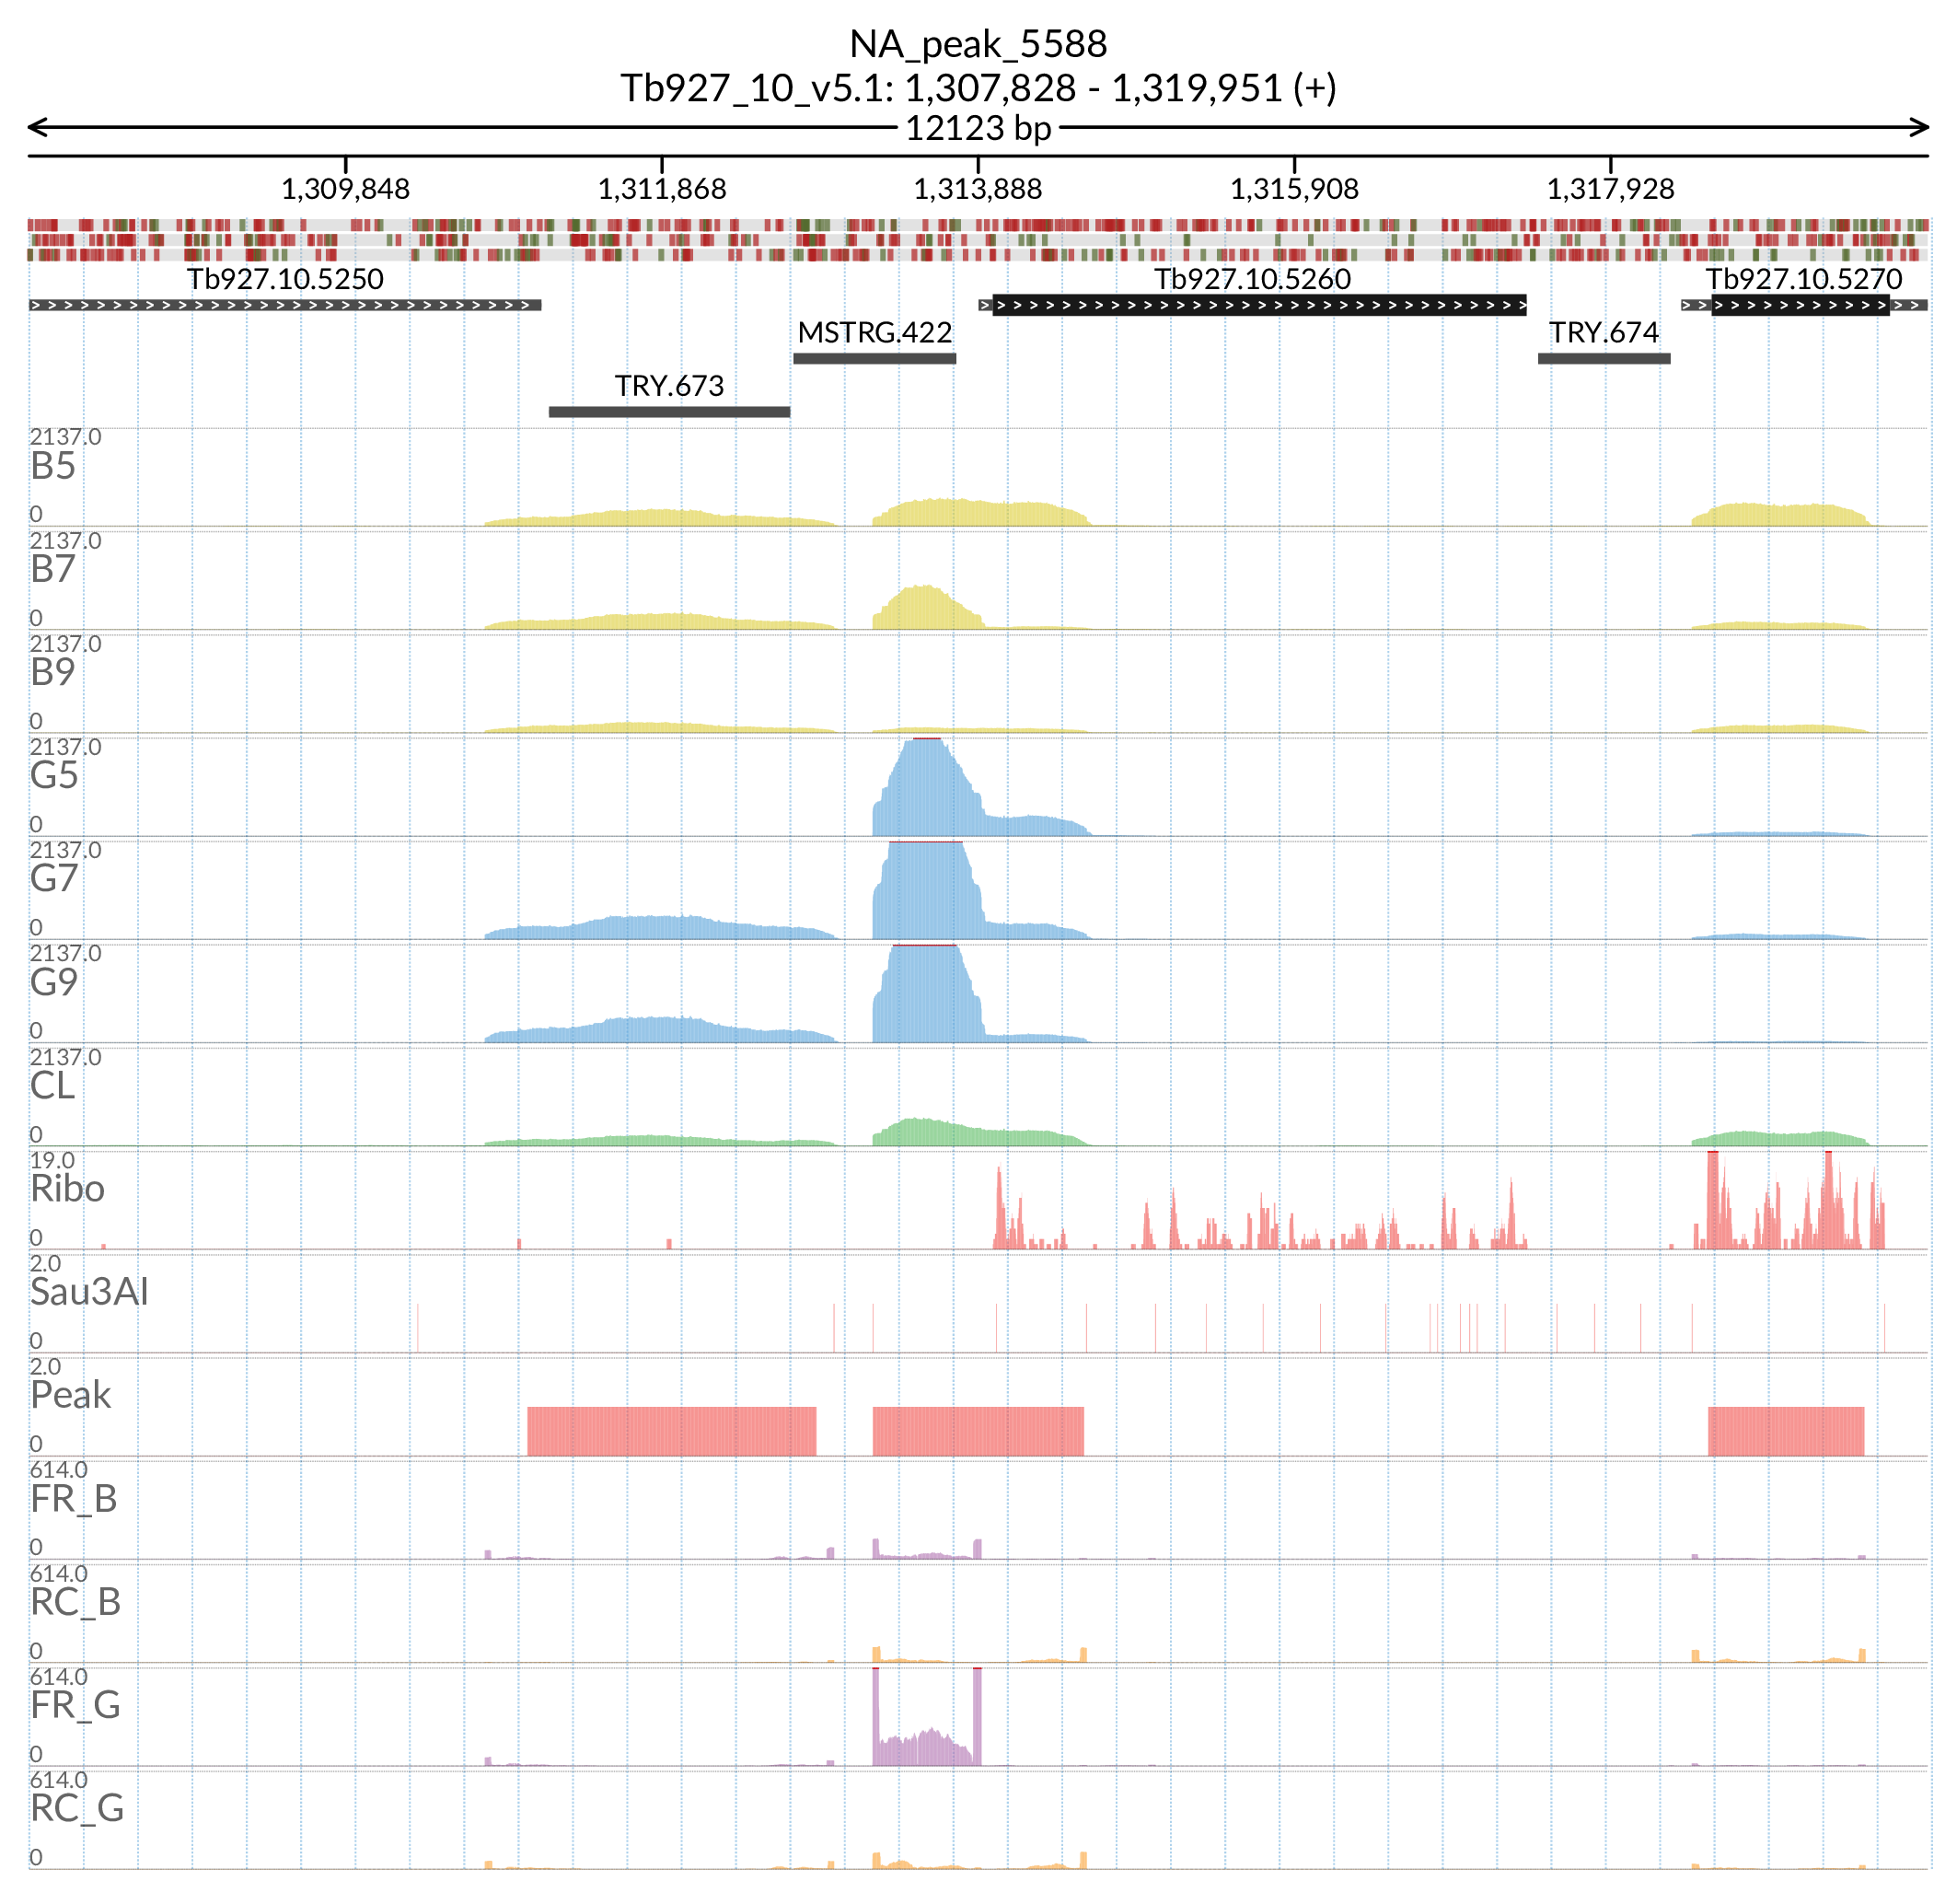 NA_peak_5588
Tb927_10_v5.1: 1,307,828 - 1,319,951 (+)
12123 bp
1,309,848 1,311,868 1,313,888 1,315,908 1,317,928
Tb927.10.5250 Tb927.10.5260 Tb927.10.5270
MSTRG.422 TRY.674
TRY.673
2137.0
B5
0
2137.0
B7
0
2137.0
B9
0
2137.0
G5
0
2137.0
G7
0
2137.0
G9
0
2137.0
CL
0
19.0
Ribo
0
2.0
Sau3AI
0
2.0
Peak
0
614.0
FR_B
0
614.0
RC_B
0
614.0
FR_G
0
614.0
RC_G
0